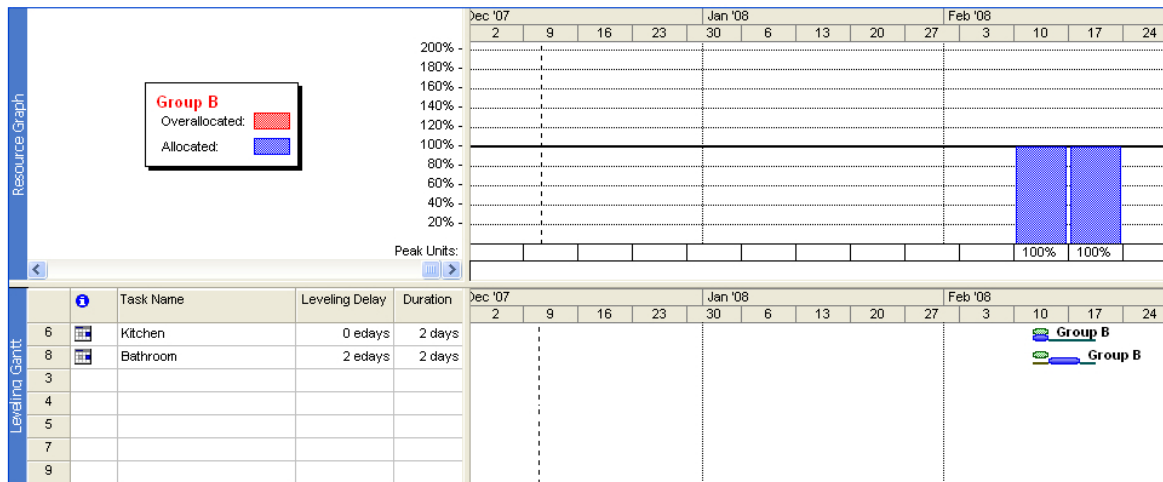 Dec '07 Jan '08 Feb '08
2 9 16 23 30 6 13 20 27 3 10 17 24
Resource Graph
Group B
Overallocated:
Allocated:
200%
180%
160%
140%
120%
100%
80%
60%
40%
20%
Peak Units: 100% 100%
Leveling Gantt
Task Name Leveling Delay Duration Dec '07 Jan '08 Feb '08
2 9 16 23 30 6 13 20 27 3 10 17 24
6 Kitchen 0 edays 2 days Group B
8 Bathroom 2 edays 2 days Group B
3
4
5
7
9